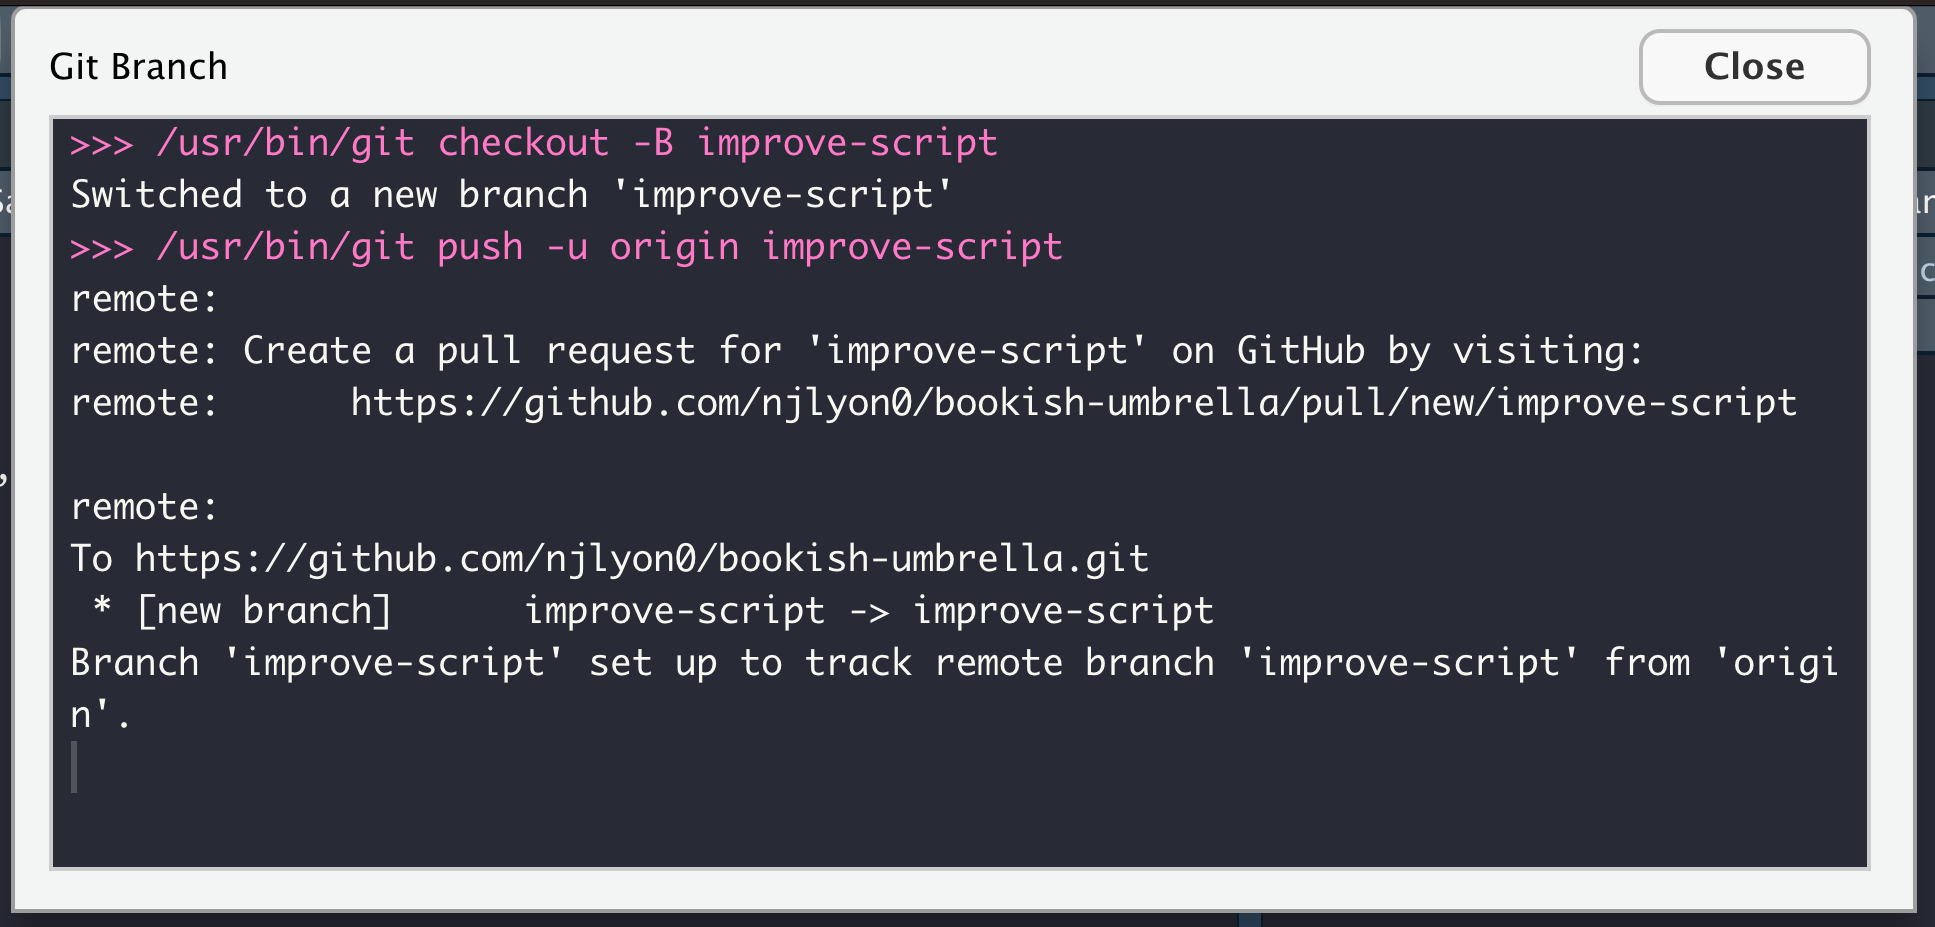 Git Branch
Close
>>> /usr/bin/git checkout -B improve-script
Switched to a new branch 'improve-script'
>>> /usr/bin/git push -u origin improve-script
remote:
remote: Create a pull request for 'improve-script' on GitHub by visiting:
remote:      https://github.com/njlyon0/bookish-umbrella/pull/new/improve-script
remote:
To https://github.com/njlyon0/bookish-umbrella.git
 * [new branch]      improve-script -> improve-script
Branch 'improve-script' set up to track remote branch 'improve-script' from 'origi
n'.